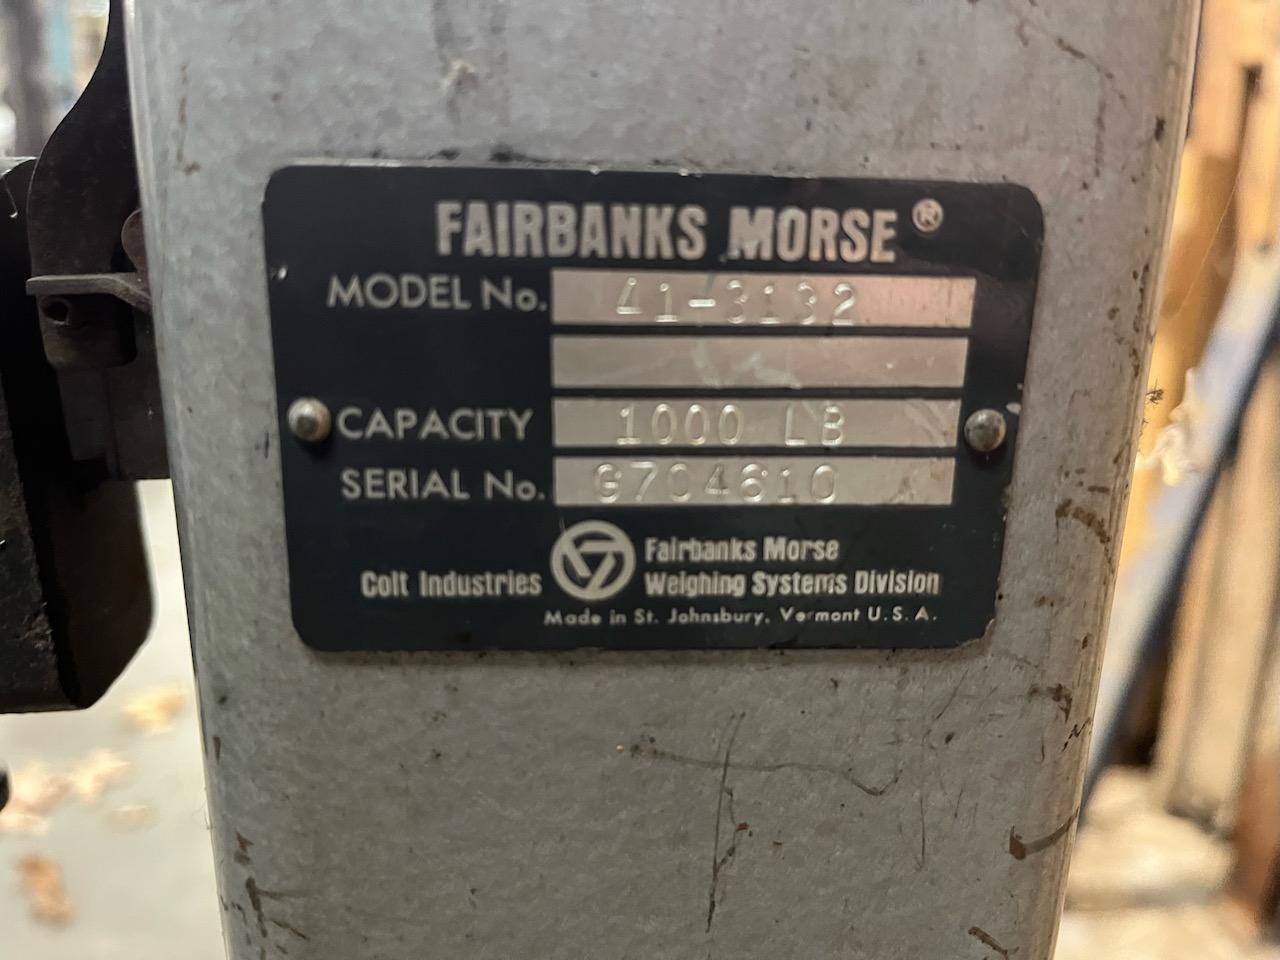 FAIRBANKS MORSE ®
MODEL No. 41-3132
CAPACITY 1000 LB
SERIAL No. G704610
Colt Industries
Fairbanks Morse
Weighing Systems Division
Made in St. Johnsbury, Vermont U.S.A.